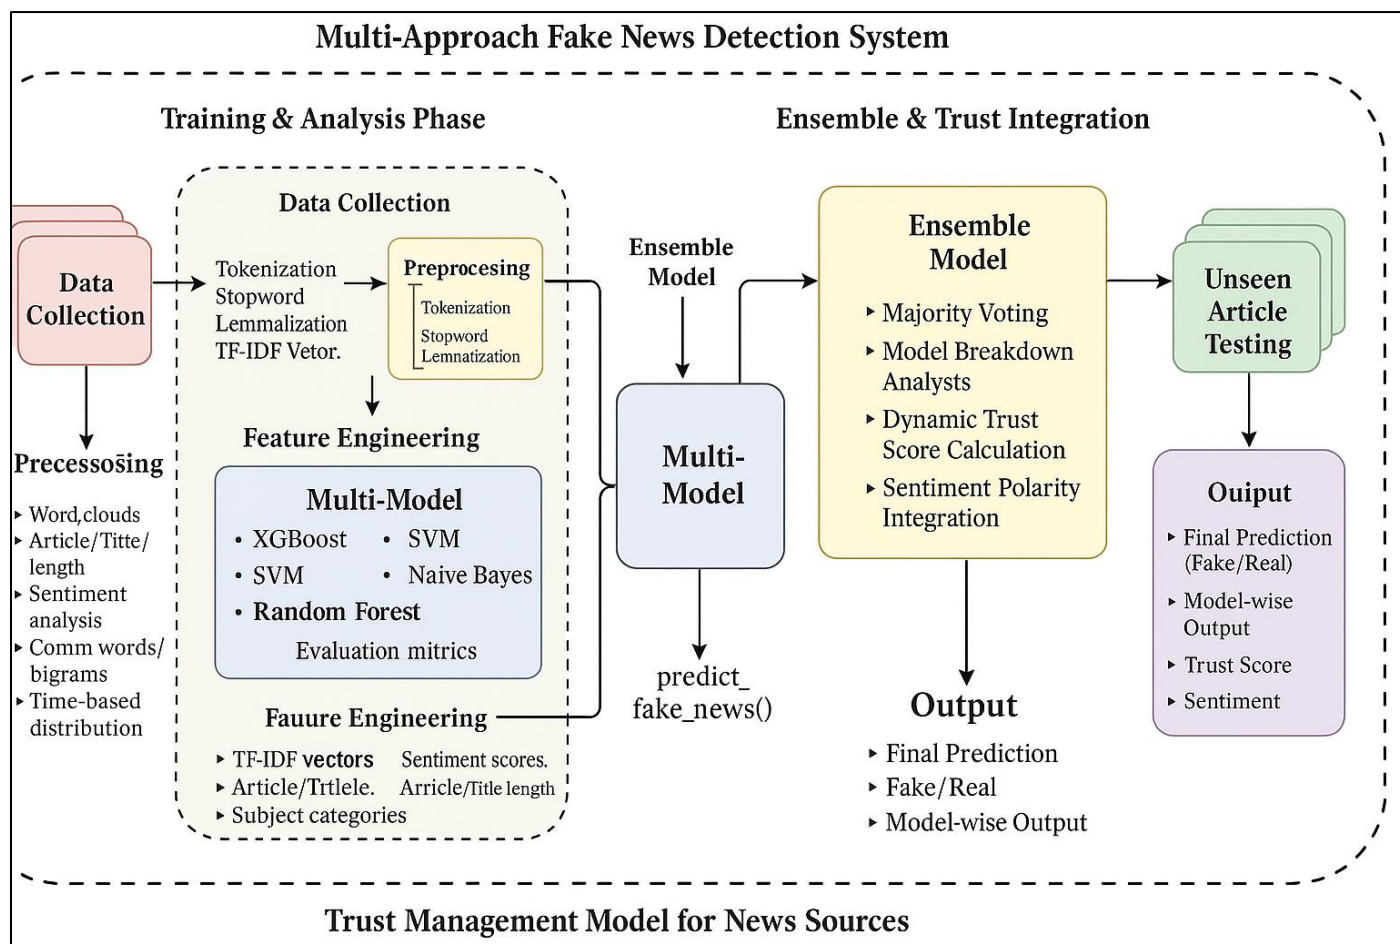 Multi-Approach Fake News Detection System
Training & Analysis Phase
Ensemble & Trust Integration
Data
Collection
Precessosing
Word,clouds
Article/Titte/
length
Sentiment
analysis
Comm words/
bigrams
Time-based
distribution
Data Collection
Tokenization
Stopword
Lemmalization
TF-IDF Vetor.
Preprocesing
Tokenization
Stopword
Lemnatization
Feature Engineering
Multi-Model
• XGBoost • SVM
• SVM • Naive Bayes
• Random Forest
Evaluation mitrics
Fauure Engineering
TF-IDF vectors Sentiment scores.
Article/Trtlele. Arricle/Title length
Subject categories
Ensemble
Model
Multi-
Model
predict_
fake_news()
Ensemble
Model
Majority Voting
Model Breakdown
Analysts
Dynamic Trust
Score Calculation
Sentiment Polarity
Integration
Output
Final Prediction
Fake/Real
Model-wise Output
Unseen
Article
Testing
Ouiput
Final Prediction
(Fake/Real)
Model-wise
Output
Trust Score
Sentiment
Trust Management Model for News Sources